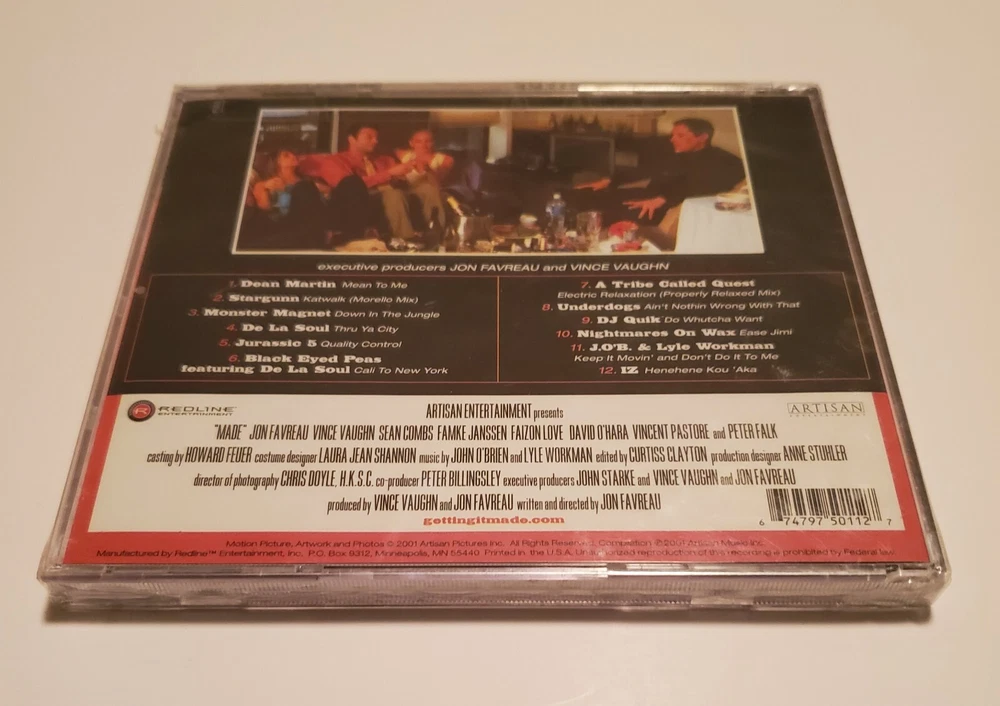 executive producers JON FAVREAU and VINCE VAUGHN
1. Dean Martin Mean To Me
2. Stargunn Katwalk (Morello Mix)
3. Monster Magnet Down In The Jungle
4. De La Soul Thru Ya City
5. Jurassic 5 Quality Control
6. Black Eyed Peas
featuring De La Soul Cali To New York
7. A Tribe Called Quest
Electric Relaxation (Properly Relaxed Mix)
8. Underdogs Ain't Nothin Wrong With That
9. DJ Quik Do Whutcha Want
10. Nightmares On Wax Ease Jimi
11. J.O'B. & Lyle Workman
Keep It Movin' and Don't Do It To Me
12. IZ Henehene Kou 'Aka
R REDLINE
ENTERTAINMENT
ARTISAN
ENTERTAINMENT
ARTISAN ENTERTAINMENT presents
"MADE" JON FAVREAU VINCE VAUGHN SEAN COMBS FAMKE JANSSEN FAIZON LOVE DAVID O'HARA VINCENT PASTORE and PETER FALK
casting by HOWARD FEUER costume designer LAURA JEAN SHANNON music by JOHN O'BRIEN and LYLE WORKMAN edited by CURTISS CLAYTON production designer ANNE STUHLER
director of photography CHRIS DOYLE, H.K.S.C. co-producer PETER BILLINGSLEY executive producers JOHN STARKE and VINCE VAUGHN and JON FAVREAU
produced by VINCE VAUGHN and JON FAVREAU written and directed by JON FAVREAU
gettingitmade.com
6 74797 50112 7
Motion Picture, Artwork and Photos © 2001 Artisan Pictures Inc. All Rights Reserved. Compilation ℗ 2001 Artisan Music Inc.
Manufactured by Redline™ Entertainment, Inc. P.O. Box 9312, Minneapolis, MN 55440 Printed in the U.S.A. Unauthorized reproduction of this recording is prohibited by Federal law